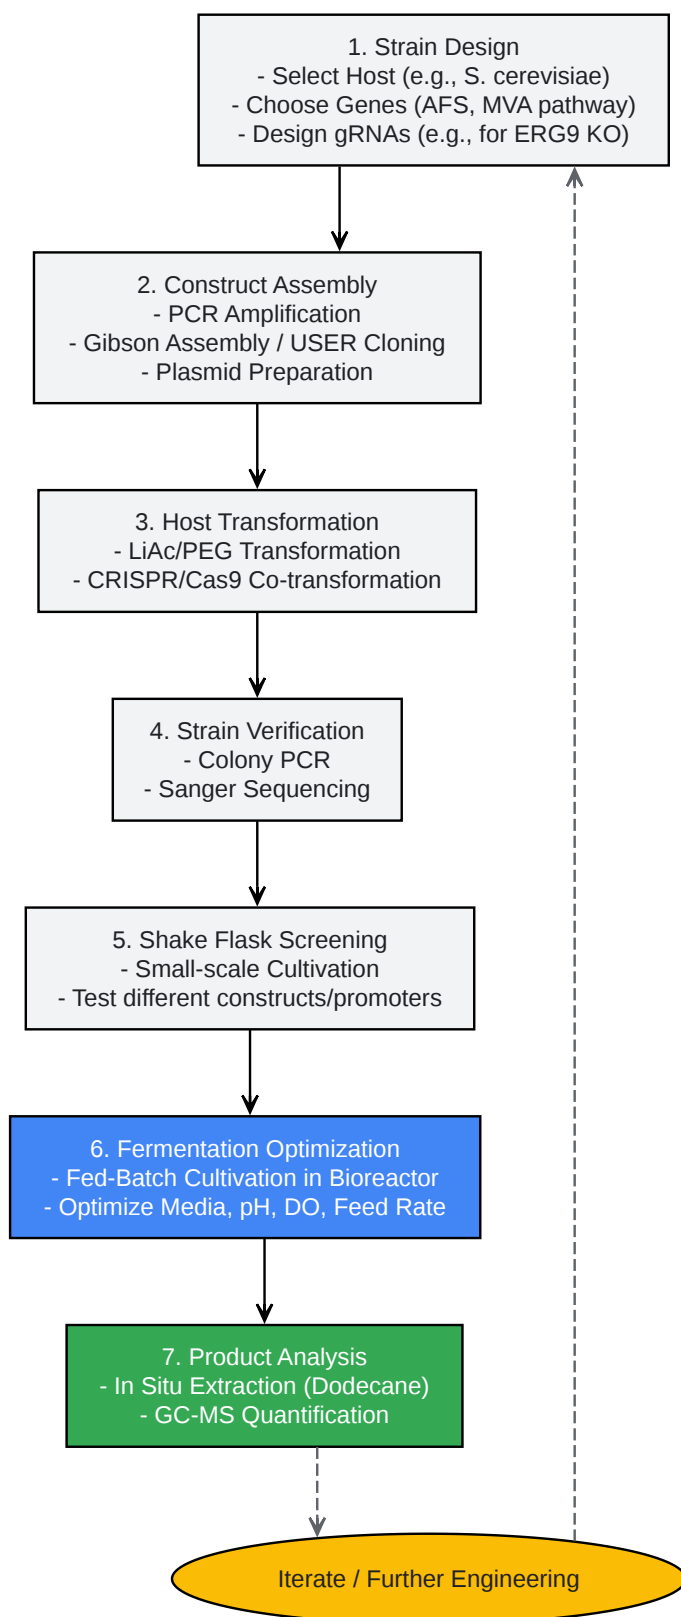 1. Strain Design
- Select Host (e.g., S. cerevisiae)
- Choose Genes (AFS, MVA pathway)
- Design gRNAs (e.g., for ERG9 KO)
2. Construct Assembly
- PCR Amplification
- Gibson Assembly / USER Cloning
- Plasmid Preparation
3. Host Transformation
- LiAc/PEG Transformation
- CRISPR/Cas9 Co-transformation
4. Strain Verification
- Colony PCR
- Sanger Sequencing
5. Shake Flask Screening
- Small-scale Cultivation
- Test different constructs/promoters
6. Fermentation Optimization
- Fed-Batch Cultivation in Bioreactor
- Optimize Media, pH, DO, Feed Rate
7. Product Analysis
- In Situ Extraction (Dodecane)
- GC-MS Quantification
Iterate / Further Engineering